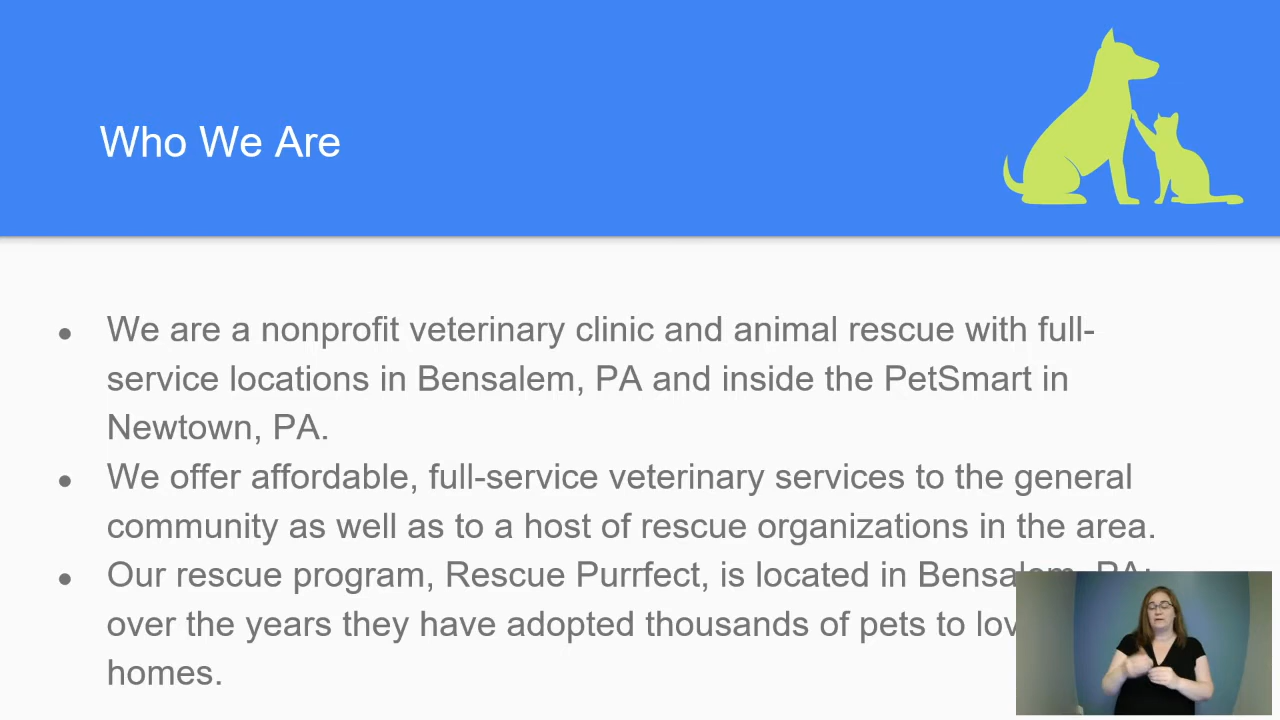 Who We Are
● We are a nonprofit veterinary clinic and animal rescue with full-
service locations in Bensalem, PA and inside the PetSmart in
Newtown, PA.
● We offer affordable, full-service veterinary services to the general
community as well as to a host of rescue organizations in the area.
● Our rescue program, Rescue Purrfect, is located in Bensalem, PA;
over the years they have adopted thousands of pets to
homes.